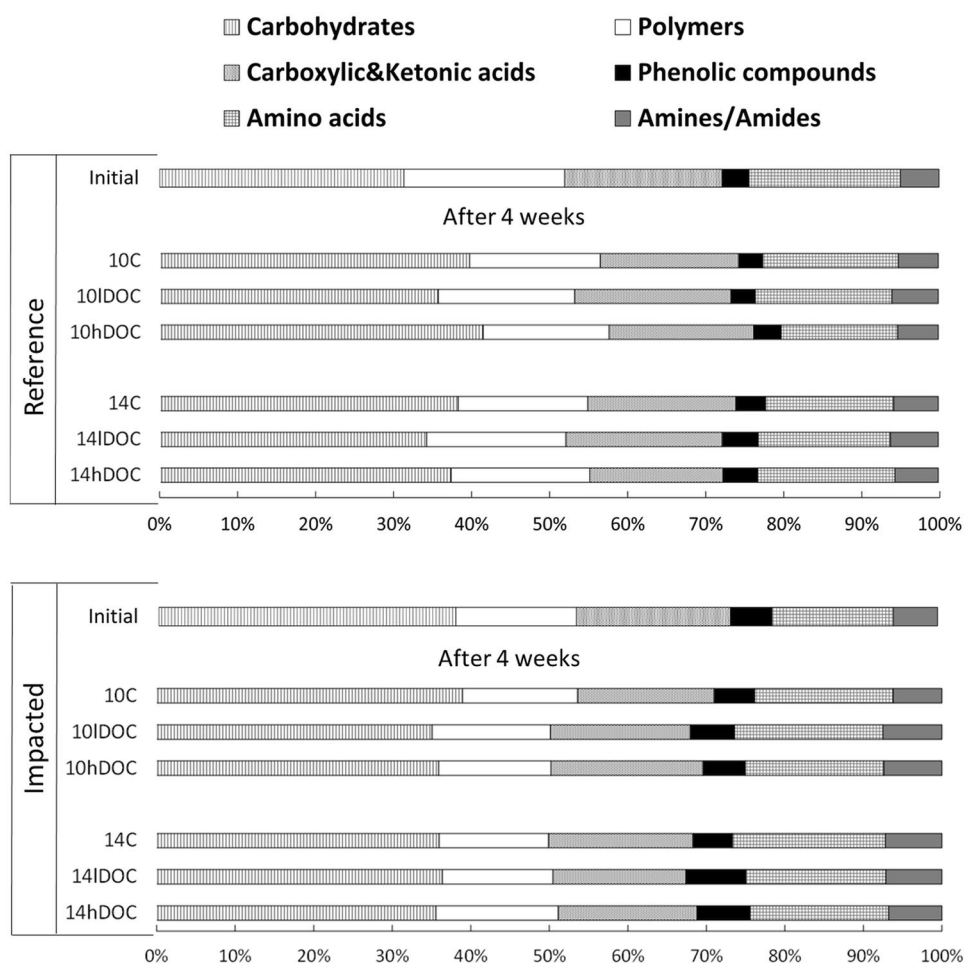 Carbohydrates
Polymers
Carboxylic&Ketonic acids
Phenolic compounds
Amino acids
Amines/Amides
Reference
Initial
After 4 weeks
10C
10lDOC
10hDOC
14C
14lDOC
14hDOC
0% 10% 20% 30% 40% 50% 60% 70% 80% 90% 100%
Impacted
Initial
After 4 weeks
10C
10lDOC
10hDOC
14C
14lDOC
14hDOC
0% 10% 20% 30% 40% 50% 60% 70% 80% 90% 100%